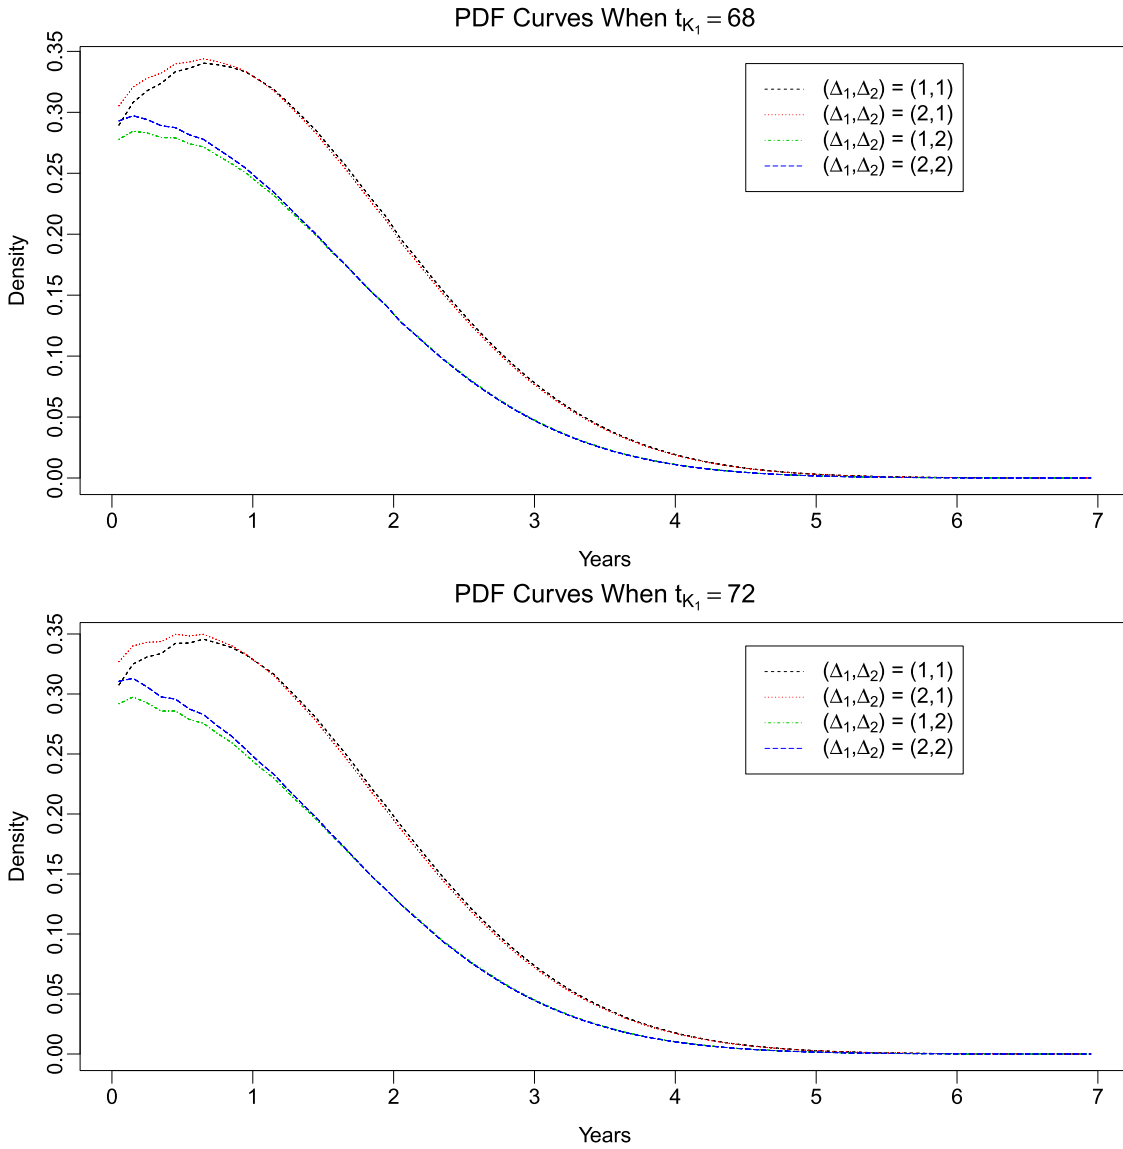 PDF Curves When t_K₁ = 68
0.35
0.30
0.25
0.20
0.15
0.10
0.05
0.00
Density
(Δ₁,Δ₂) = (1,1)
(Δ₁,Δ₂) = (2,1)
(Δ₁,Δ₂) = (1,2)
(Δ₁,Δ₂) = (2,2)
0 1 2 3 4 5 6 7
Years
PDF Curves When t_K₁ = 72
0.35
0.30
0.25
0.20
0.15
0.10
0.05
0.00
Density
(Δ₁,Δ₂) = (1,1)
(Δ₁,Δ₂) = (2,1)
(Δ₁,Δ₂) = (1,2)
(Δ₁,Δ₂) = (2,2)
0 1 2 3 4 5 6 7
Years